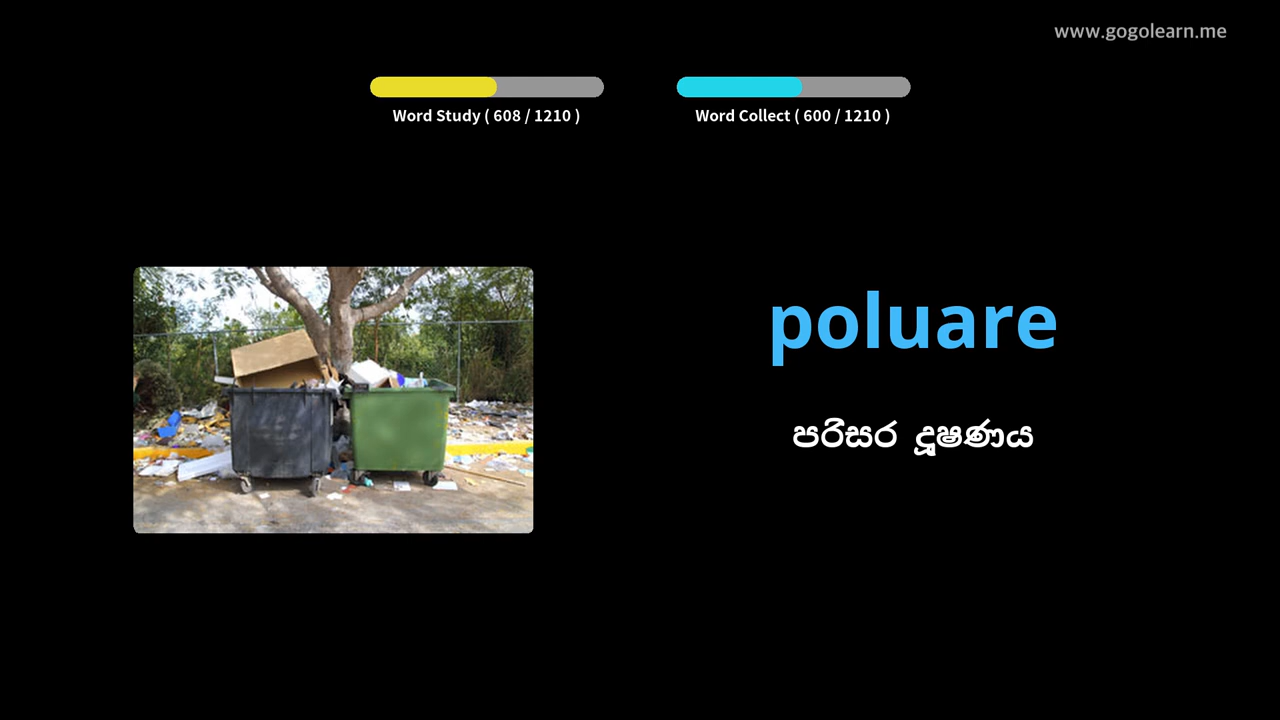 www.gogolearn.me
Word Study ( 608 / 1210 )
Word Collect ( 600 / 1210 )
poluare
පරිසර දූෂණය